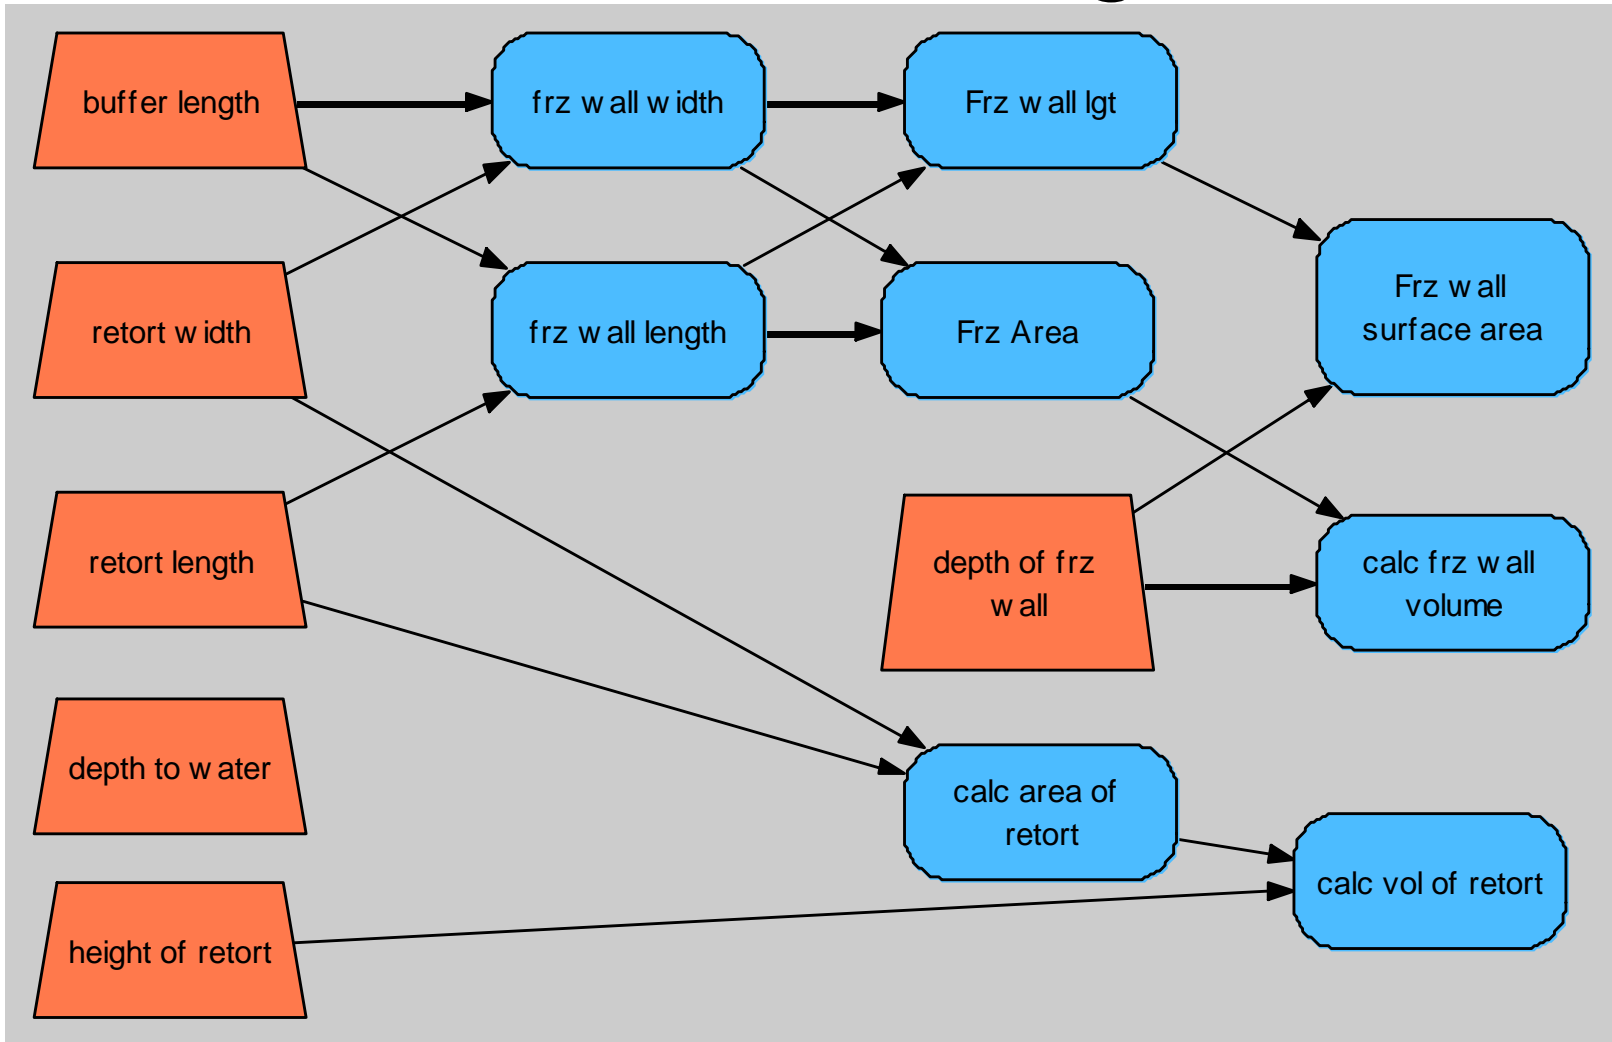 buffer length
frz wall width
Frz wall lgt
retort width
frz wall length
Frz Area
Frz wall
surface area
retort length
depth of frz
wall
calc frz wall
volume
depth to water
calc area of
retort
calc vol of retort
height of retort